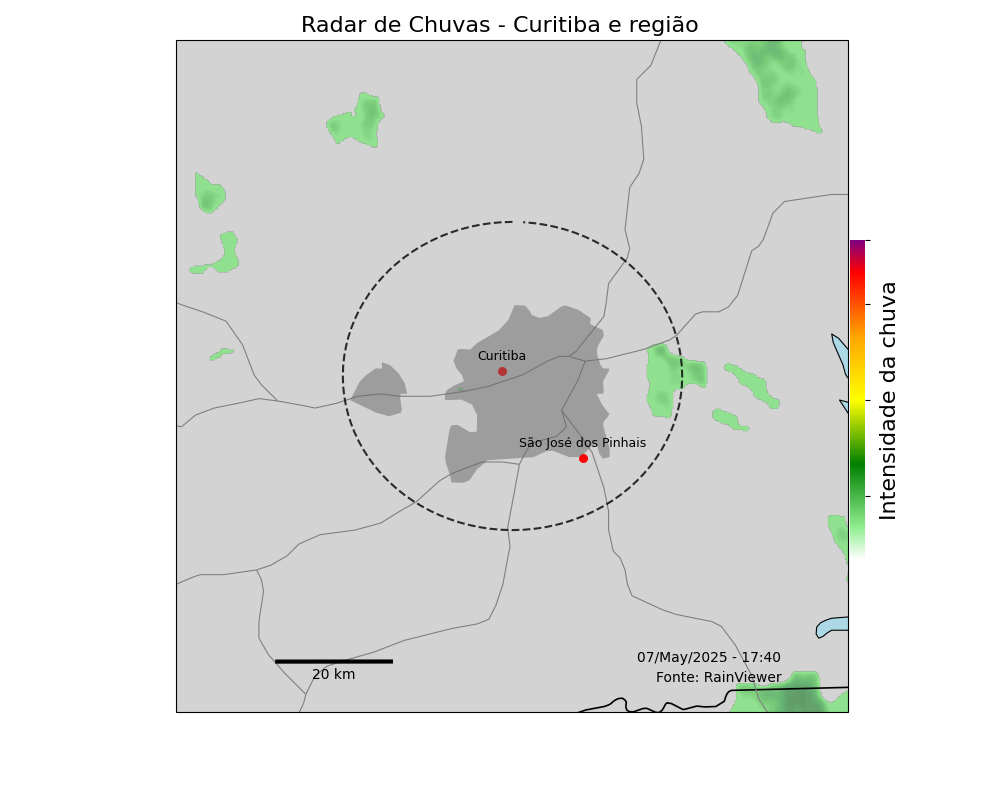 Radar de Chuvas - Curitiba e região
Curitiba
São José dos Pinhais
Intensidade da chuva
07/May/2025 - 17:40
Fonte: RainViewer
20 km